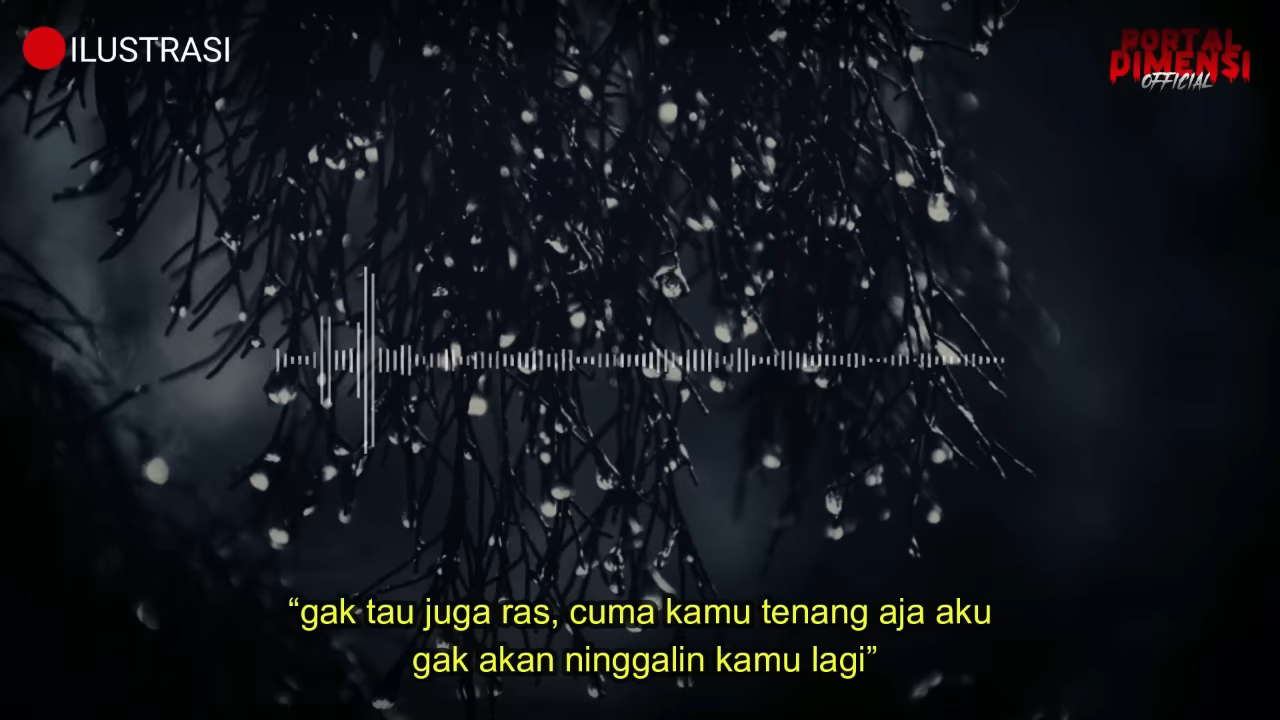 ILUSTRASI
PORTAL
DIMENSI
OFFICIAL
“gak tau juga ras, cuma kamu tenang aja aku
gak akan ninggalin kamu lagi”